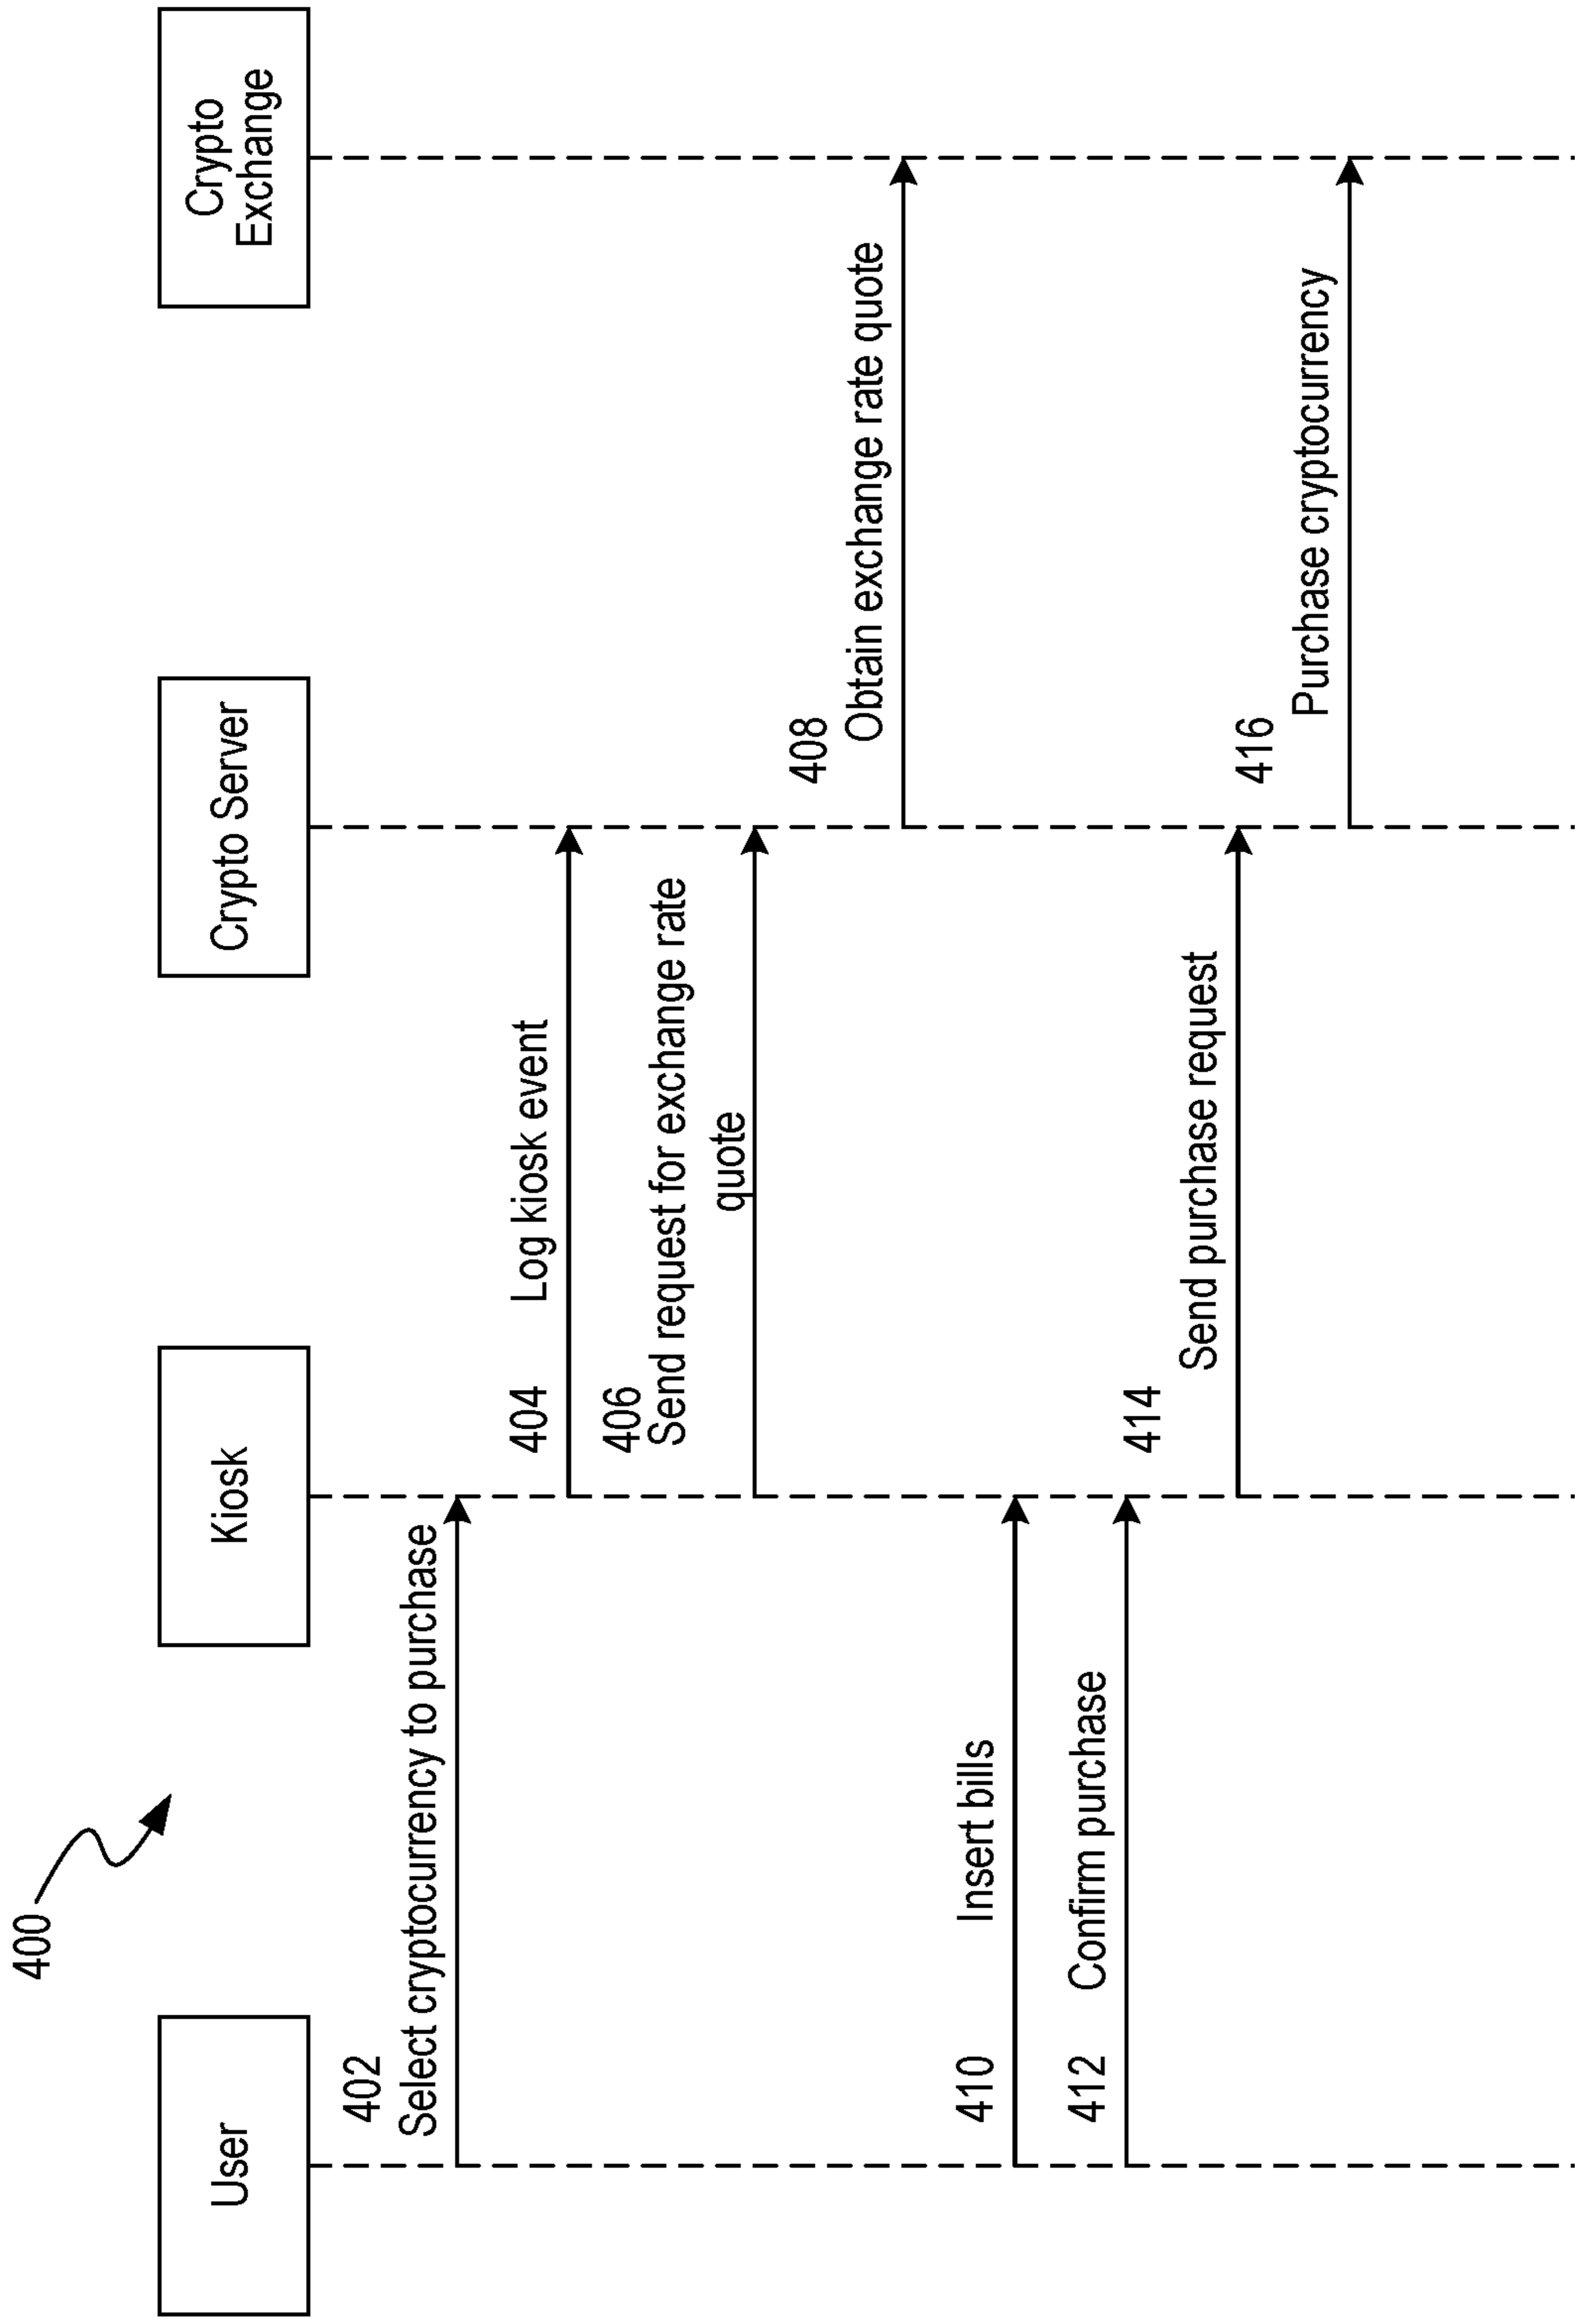 400
User
Kiosk
Crypto Server
Crypto
Exchange
402
Select cryptocurrency to purchase
404
Log kiosk event
406
Send request for exchange rate
quote
408
Obtain exchange rate quote
410
Insert bills
412
Confirm purchase
414
Send purchase request
416
Purchase cryptocurrency